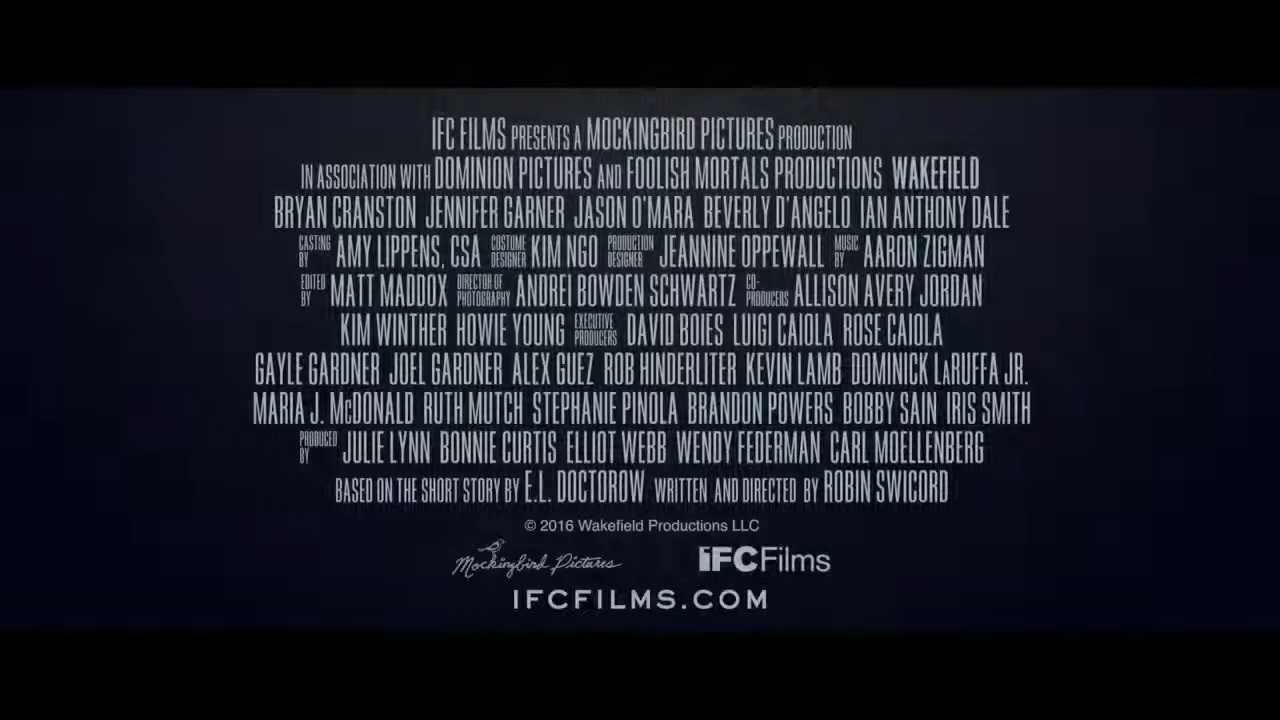 IFC FILMS PRESENTS A MOCKINGBIRD PICTURES PRODUCTION
IN ASSOCIATION WITH DOMINION PICTURES AND FOOLISH MORTALS PRODUCTIONS WAKEFIELD
BRYAN CRANSTON JENNIFER GARNER JASON O'MARA BEVERLY D'ANGELO IAN ANTHONY DALE
CASTING BY AMY LIPPENS, CSA COSTUME DESIGNER KIM NGO PRODUCTION DESIGNER JEANNINE OPPEWALL MUSIC BY AARON ZIGMAN
EDITED BY MATT MADDOX DIRECTOR OF PHOTOGRAPHY ANDREI BOWDEN SCHWARTZ CO-PRODUCERS ALLISON AVERY JORDAN
KIM WINTHER HOWIE YOUNG EXECUTIVE PRODUCERS DAVID BOIES LUIGI CAIOLA ROSE CAIOLA
GAYLE GARDNER JOEL GARDNER ALEX GUEZ ROB HINDERLITER KEVIN LAMB DOMINICK LaRUFFA JR.
MARIA J. McDONALD RUTH MUTCH STEPHANIE PINOLA BRANDON POWERS BOBBY SAIN IRIS SMITH
PRODUCED BY JULIE LYNN BONNIE CURTIS ELLIOT WEBB WENDY FEDERMAN CARL MOELLENBERG
BASED ON THE SHORT STORY BY E.L. DOCTOROW WRITTEN AND DIRECTED BY ROBIN SWICORD
© 2016 Wakefield Productions LLC
Mockingbird Pictures IFC Films
IFCFILMS.COM